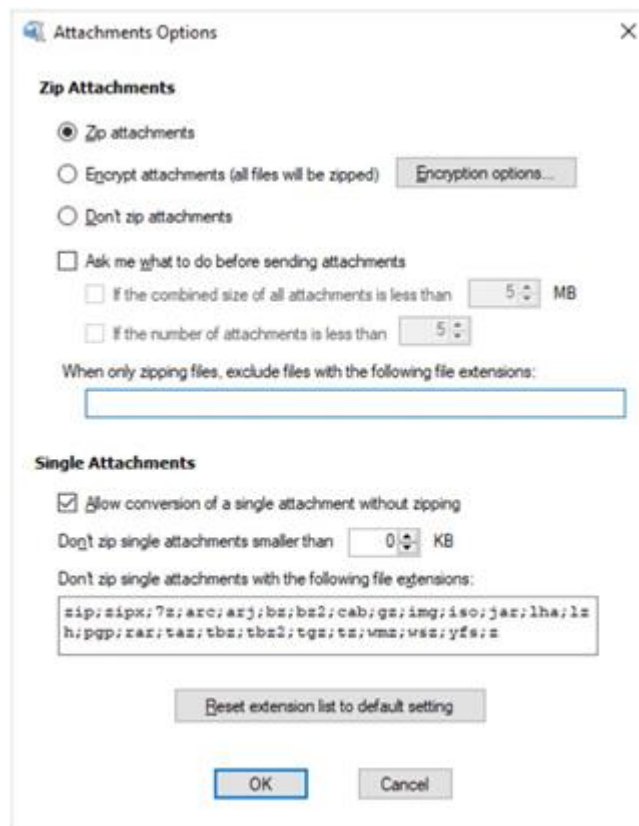 Attachments Options
Zip Attachments
Zip attachments
Encrypt attachments (all files will be zipped) Encryption options...
Don't zip attachments
Ask me what to do before sending attachments
If the combined size of all attachments is less than 5 MB
If the number of attachments is less than 5
When only zipping files, exclude files with the following file extensions:
Single Attachments
Allow conversion of a single attachment without zipping
Don't zip single attachments smaller than 0 KB
Don't zip single attachments with the following file extensions:
zip;zipx;7z;arc;arj;bz;bz2;cab;gz;img;iso;jar;lha;lz
h;pgp;rar;taz;tbz;tbz2;tgz;tz;wmz;wsz;yfs;z
Reset extension list to default setting
OK Cancel